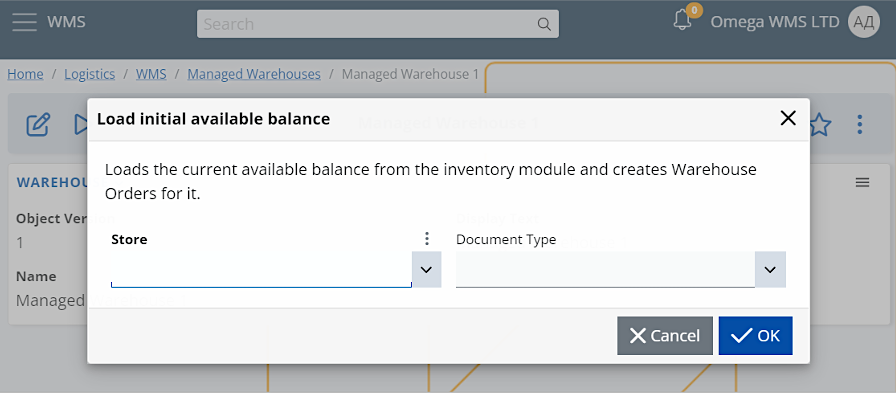 WMS
Search
0
Omega WMS LTD
АД
Home / Logistics / WMS / Managed Warehouses / Managed Warehouse 1
Load initial available balance
Loads the current available balance from the inventory module and creates Warehouse
Orders for it.
WAREHOU
Object Ver
1
Name
Managed
Store
Document Type
Cancel
OK